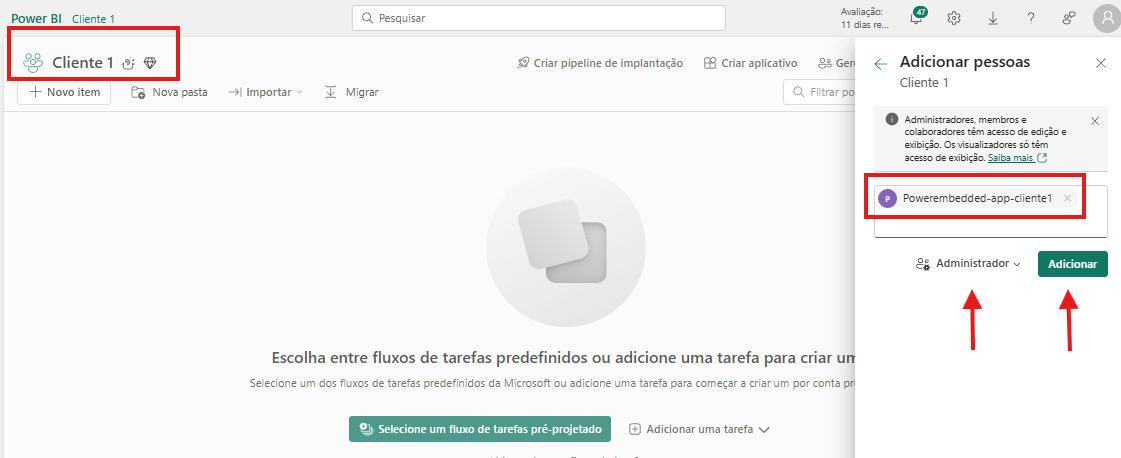 Power BI Cliente 1
Pesquisar
Avaliação:
11 dias re...
47
Cliente 1
Criar pipeline de implantação
Criar aplicativo
Gere
Novo item
Nova pasta
Importar
Migrar
Filtrar po
Escolha entre fluxos de tarefas predefinidos ou adicione uma tarefa para criar um
Selecione um dos fluxos de tarefas predefinidos da Microsoft ou adicione uma tarefa para começar a criar um por conta pró
Selecione um fluxo de tarefas pré-projetado
Adicionar uma tarefa
Adicionar pessoas
Cliente 1
Administradores, membros e
colaboradores têm acesso de edição e
exibição. Os visualizadores só têm
acesso de exibição. Saiba mais
P
Powerembedded-app-cliente1
Administrador
Adicionar